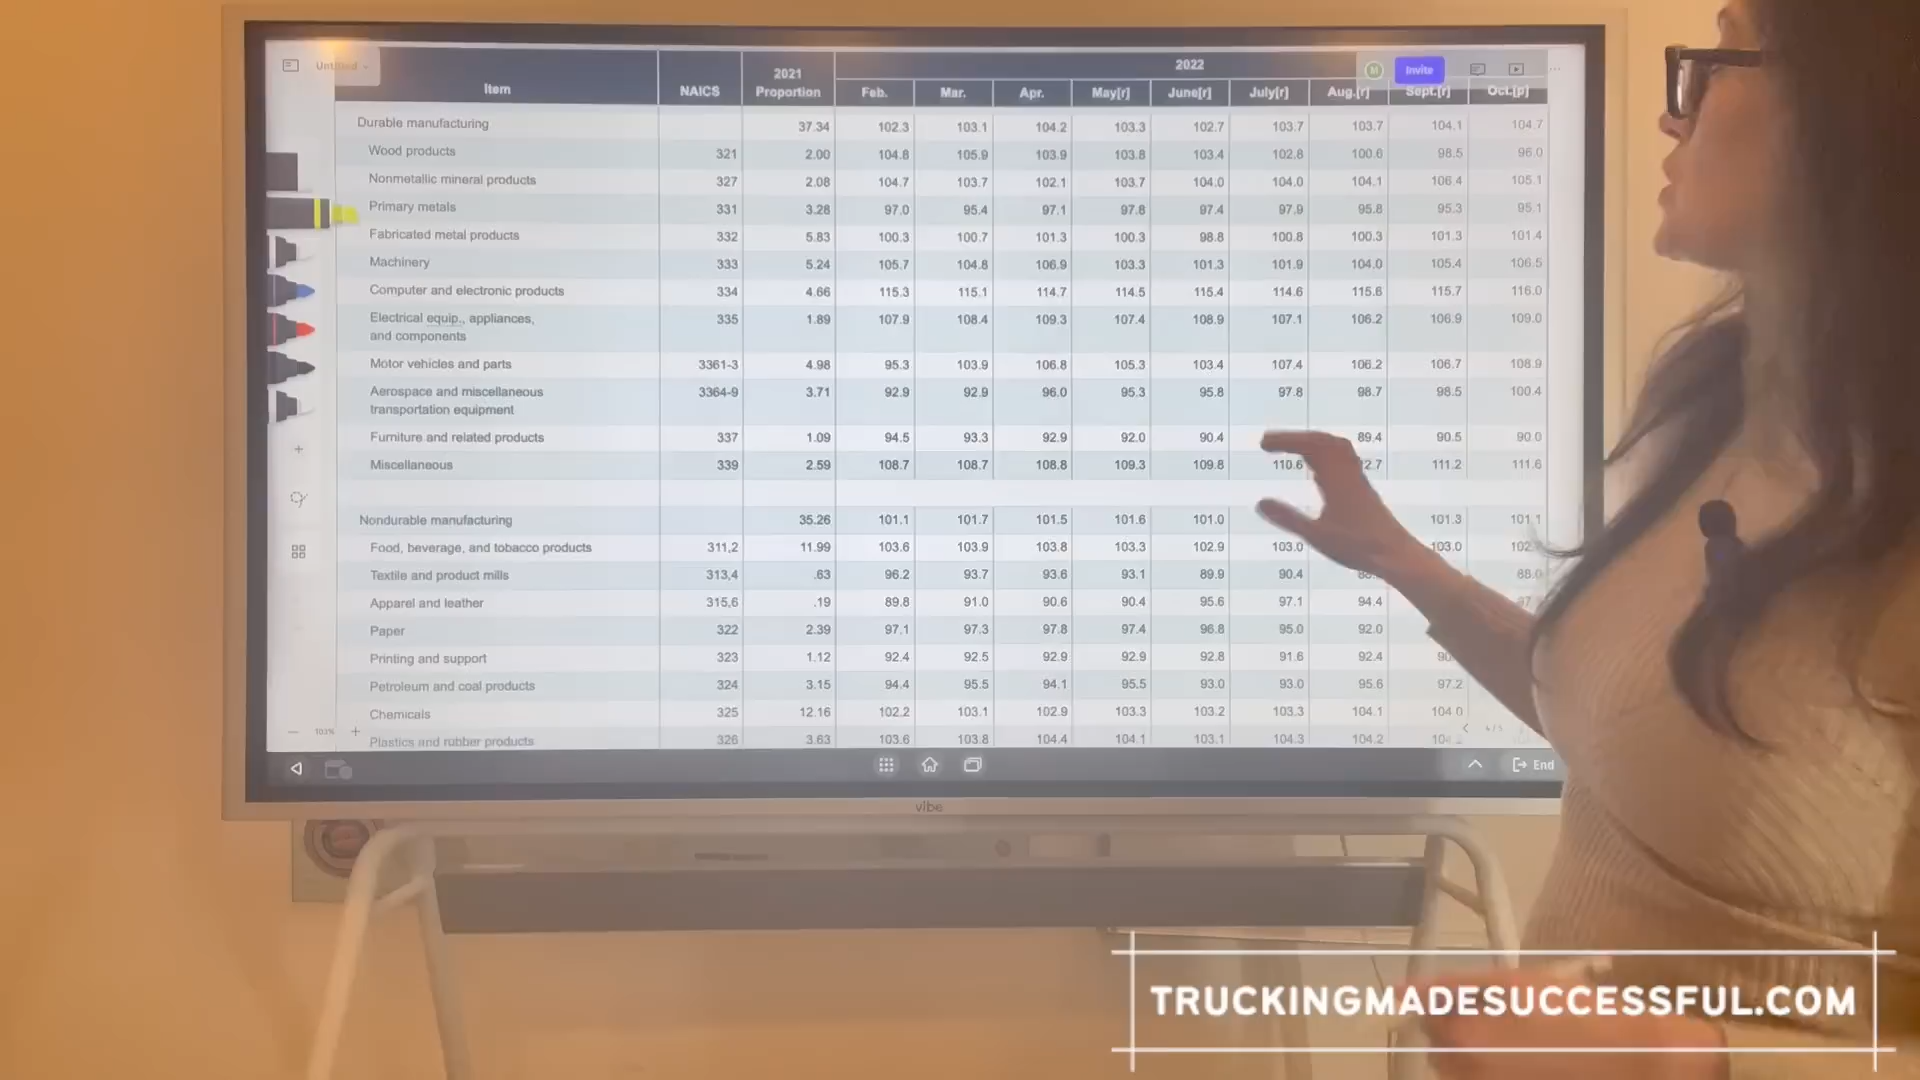 Untitled
Invite
M
2021
2022
Item NAICS Proportion Feb. Mar. Apr. May[r] June[r] July[r] Aug.[r] Sept.[r] Oct.[p]
Durable manufacturing 37.34 102.3 103.1 104.2 103.3 102.7 103.7 103.7 104.1 104.7
Wood products 321 2.00 104.8 105.9 103.9 103.8 103.4 102.8 100.6 98.5 96.0
Nonmetallic mineral products 327 2.08 104.7 103.7 102.1 103.7 104.0 104.0 104.1 106.4 105.1
Primary metals 331 3.28 97.0 95.4 97.1 97.8 97.4 97.9 95.8 95.3 95.1
Fabricated metal products 332 5.83 100.3 100.7 101.3 100.3 98.8 100.8 100.3 101.3 101.4
Machinery 333 5.24 105.7 104.8 106.9 103.3 101.3 101.9 104.0 105.4 106.5
Computer and electronic products 334 4.66 115.3 115.1 114.7 114.5 115.4 114.6 115.6 115.7 116.0
Electrical equip., appliances, 335 1.89 107.9 108.4 109.3 107.4 108.9 107.1 106.2 106.9 109.0
and components
Motor vehicles and parts 3361-3 4.98 95.3 103.9 106.8 105.3 103.4 107.4 106.2 106.7 108.9
Aerospace and miscellaneous 3364-9 3.71 92.9 92.9 96.0 95.3 95.8 97.8 98.7 98.5 100.4
transportation equipment
Furniture and related products 337 1.09 94.5 93.3 92.9 92.0 90.4 89.4 90.5 90.0
Miscellaneous 339 2.59 108.7 108.7 108.8 109.3 109.8 110.6 2.7 111.2 111.6
Nondurable manufacturing 35.26 101.1 101.7 101.5 101.6 101.0 101.3 101.1
Food, beverage, and tobacco products 311,2 11.99 103.6 103.9 103.8 103.3 102.9 103.0 103.0
Textile and product mills 313,4 .63 96.2 93.7 93.6 93.1 89.9 90.4 88.0
Apparel and leather 315,6 .19 89.8 91.0 90.6 90.4 95.6 97.1 94.4
Paper 322 2.39 97.1 97.3 97.8 97.4 96.8 95.0 92.0
Printing and support 323 1.12 92.4 92.5 92.9 92.9 92.8 91.6 92.4
Petroleum and coal products 324 3.15 94.4 95.5 94.1 95.5 93.0 93.0 95.6 97.2
Chemicals 325 12.16 102.2 103.1 102.9 103.3 103.2 103.3 104.1 104.0
Plastics and rubber products 326 3.63 103.6 103.8 104.4 104.1 103.1 104.3 104.2
103%
End
vibe
TRUCKINGMADESUCCESSFUL.COM